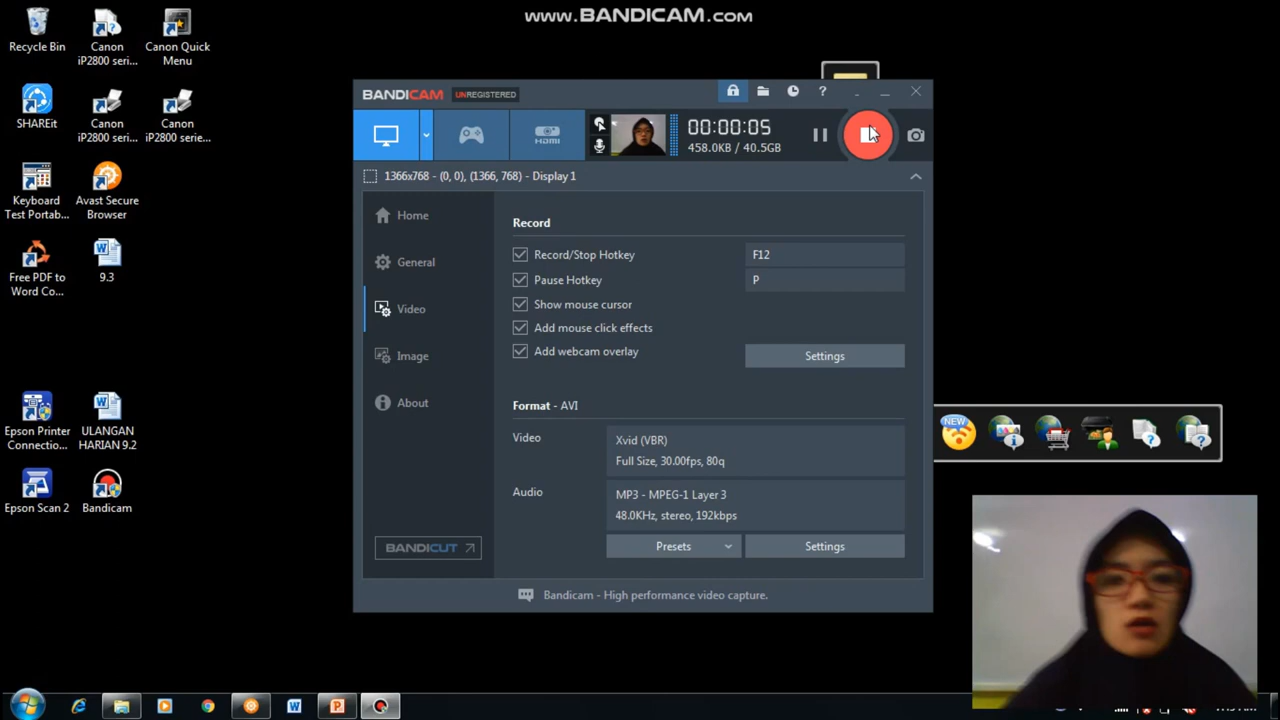 www.BANDICAM.com
Recycle Bin
Canon
iP2800 seri...
Canon Quick
Menu
SHAREit
Canon
iP2800 seri...
Canon
iP2800 serie...
Keyboard
Test Portab...
Avast Secure
Browser
Free PDF to
Word Co...
9.3
Epson Printer
Connectio...
ULANGAN
HARIAN 9.2
Epson Scan 2
Bandicam
BANDICAM
UNREGISTERED
?
HDMI
00:00:05
458.0KB / 40.5GB
1366x768 - (0, 0), (1366, 768) - Display 1
Home
General
Video
Image
About
BANDICUT
Record
Record/Stop Hotkey
F12
Pause Hotkey
P
Show mouse cursor
Add mouse click effects
Add webcam overlay
Settings
Format - AVI
Video
Xvid (VBR)
Full Size, 30.00fps, 80q
Audio
MP3 - MPEG-1 Layer 3
48.0KHz, stereo, 192kbps
Presets
Settings
Bandicam - High performance video capture.
NEW